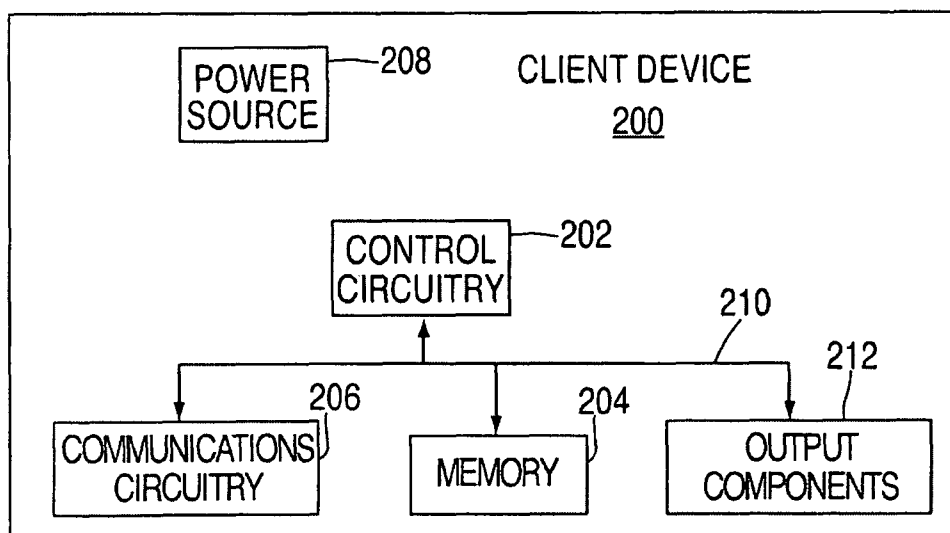 POWER
SOURCE
208
CLIENT DEVICE
200
CONTROL
CIRCUITRY
202
210
COMMUNICATIONS
CIRCUITRY
206
MEMORY
204
OUTPUT
COMPONENTS
212